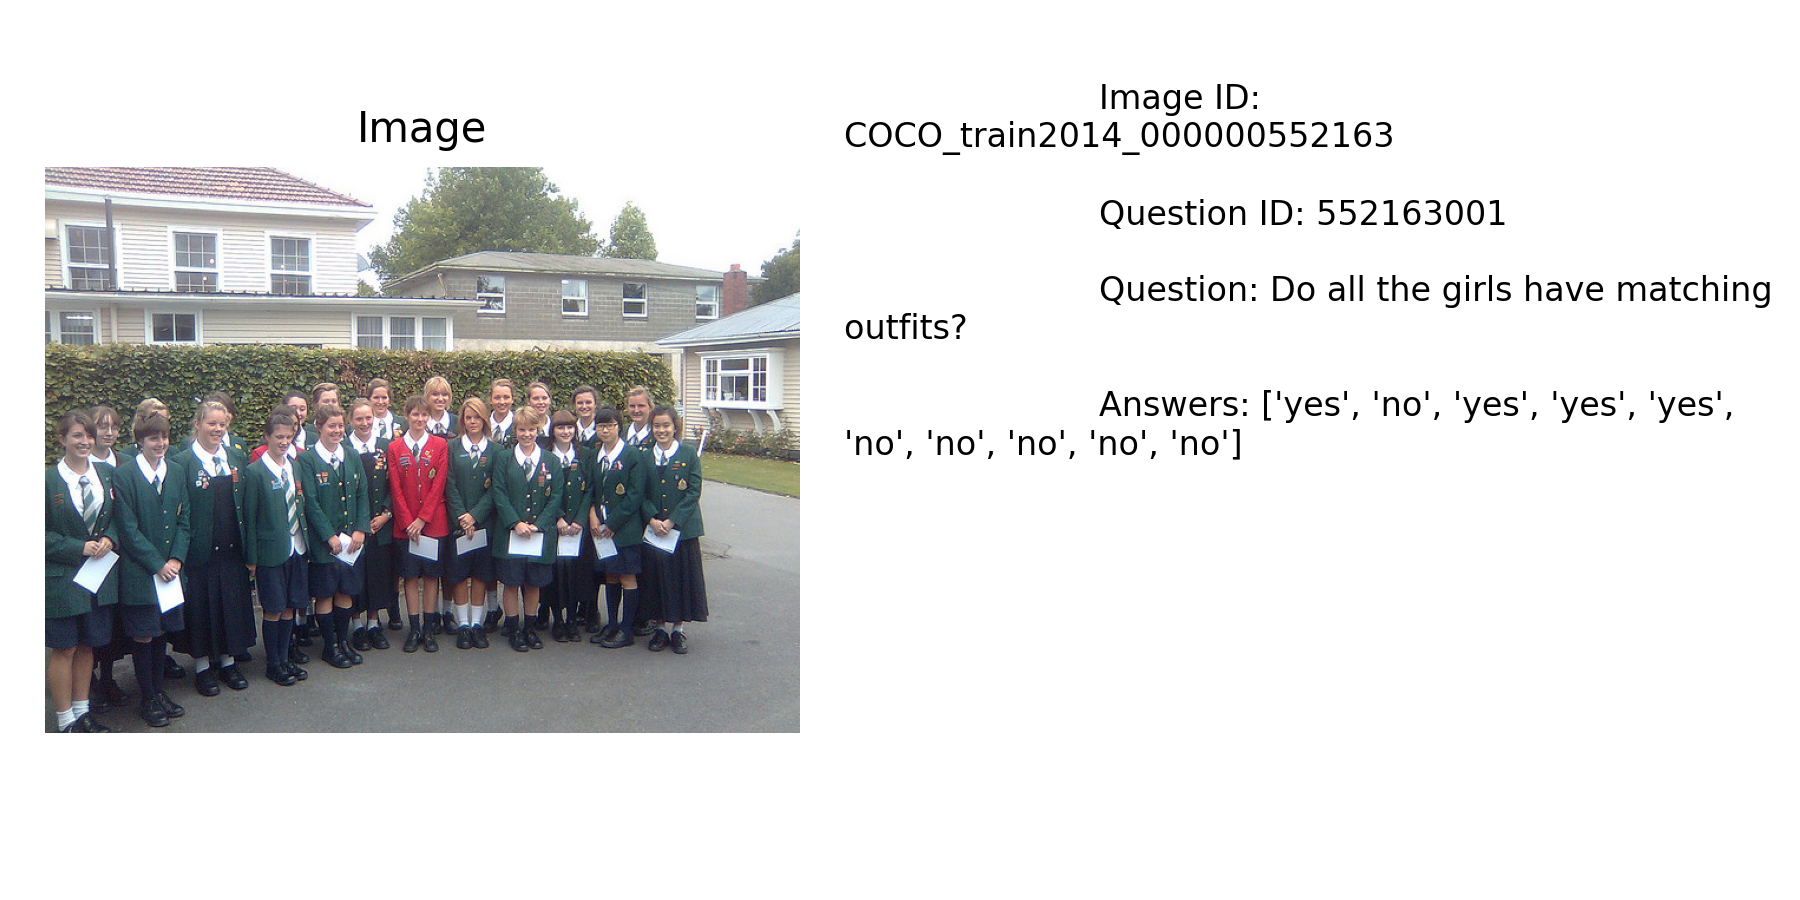 Image
Image ID:
COCO_train2014_000000552163
Question ID: 552163001
Question: Do all the girls have matching
outfits?
Answers: ['yes', 'no', 'yes', 'yes', 'yes',
'no', 'no', 'no', 'no', 'no']